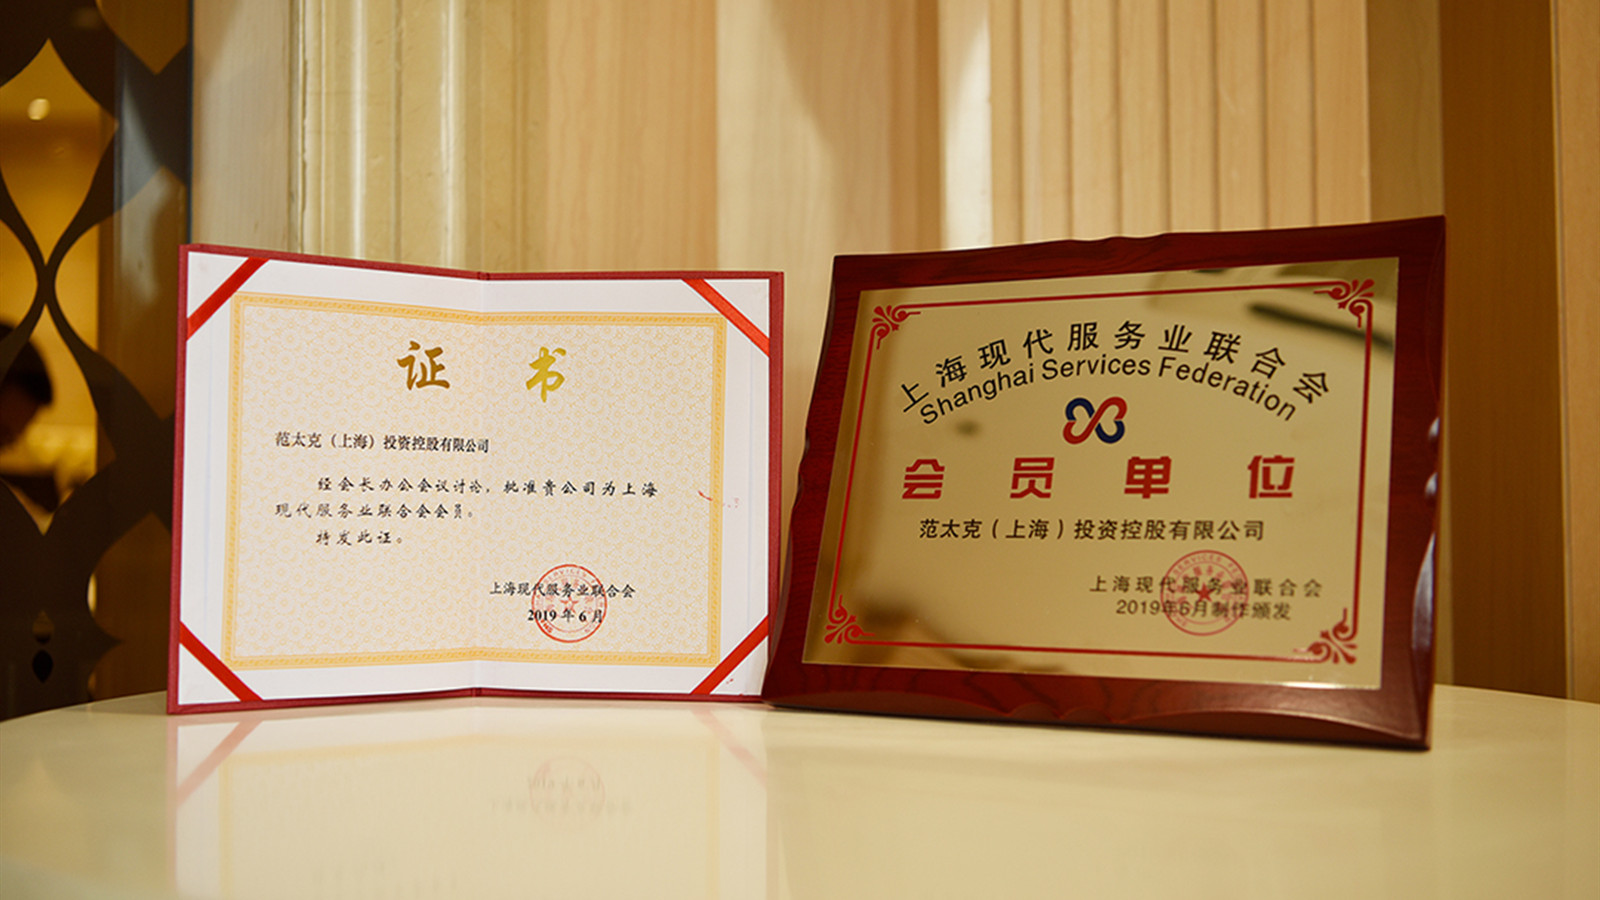 证 书
范太克（上海）投资控股有限公司
经会长办公会议讨论，批准贵公司为上海
现代服务业联合会会员。
特发此证。
上海现代服务业联合会
2019年6月
上海现代服务业联合会
Shanghai Services Federation
会员单位
范太克（上海）投资控股有限公司
上海现代服务业联合会
2019年6月制作颁发